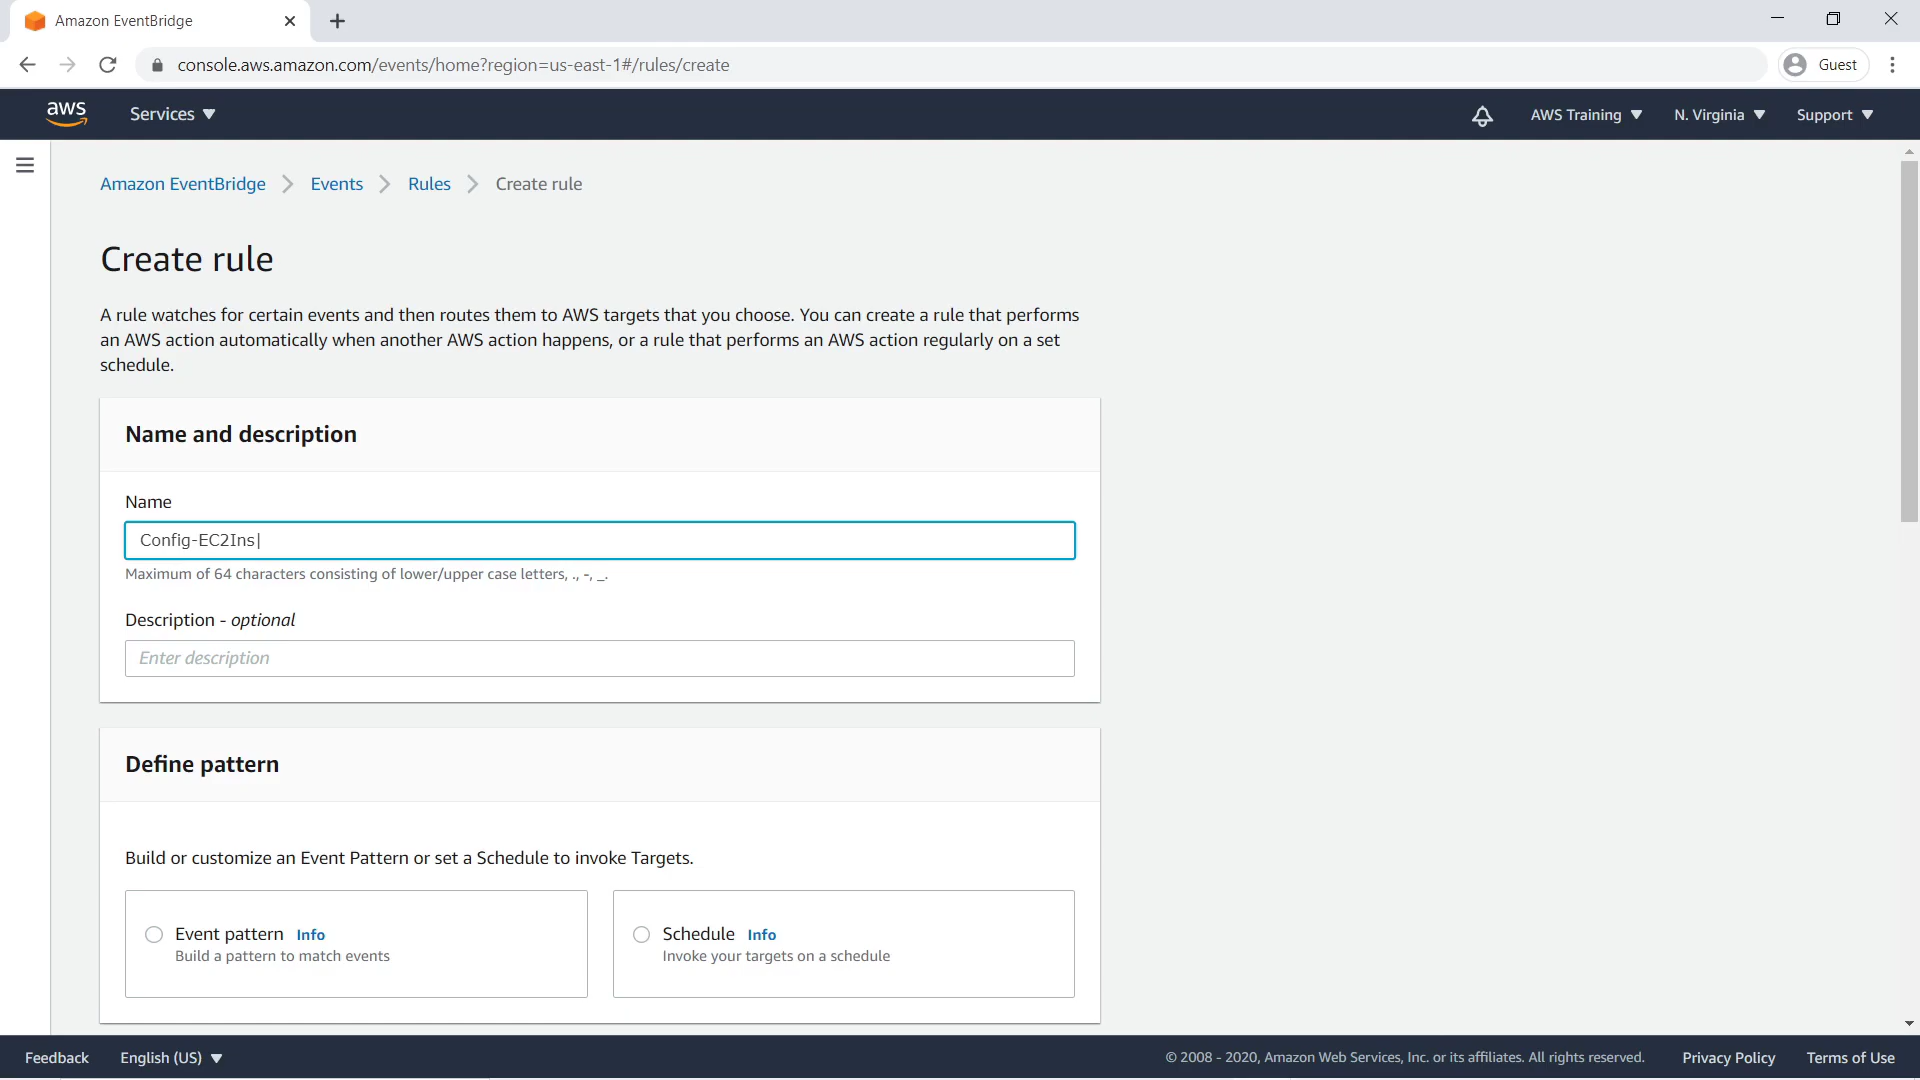 Amazon EventBridge
console.aws.amazon.com/events/home?region=us-east-1#/rules/create
Guest
aws
Services
AWS Training
N. Virginia
Support
Amazon EventBridge > Events > Rules > Create rule
Create rule
A rule watches for certain events and then routes them to AWS targets that you choose. You can create a rule that performs
an AWS action automatically when another AWS action happens, or a rule that performs an AWS action regularly on a set
schedule.
Name and description
Name
Config-EC2Ins
Maximum of 64 characters consisting of lower/upper case letters, ., -, _.
Description - optional
Enter description
Define pattern
Build or customize an Event Pattern or set a Schedule to invoke Targets.
Event pattern Info
Build a pattern to match events
Schedule Info
Invoke your targets on a schedule
Feedback
English (US)
© 2008 - 2020, Amazon Web Services, Inc. or its affiliates. All rights reserved.
Privacy Policy
Terms of Use